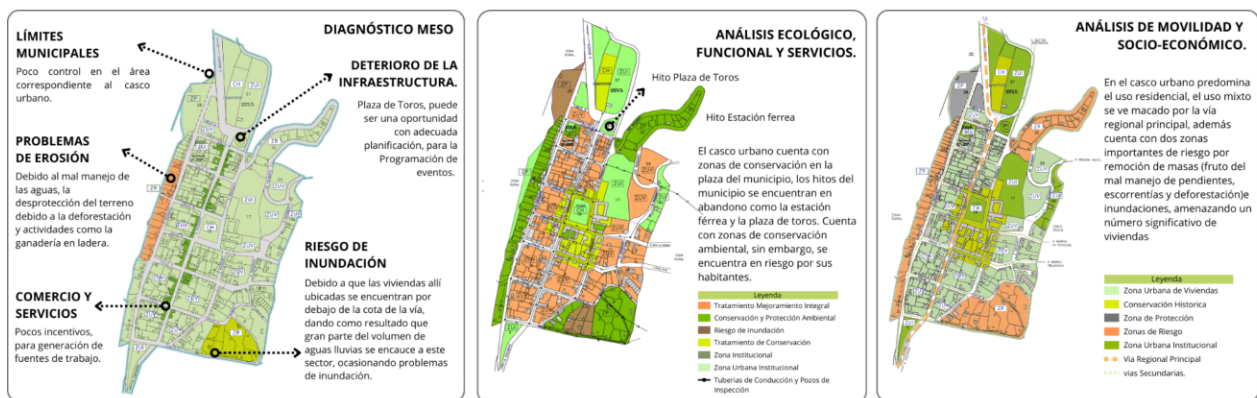 DIAGNÓSTICO MESO
LÍMITES
MUNICIPALES
Poco control en el área
correspondiente al casco
urbano.
DETERIORO DE LA
INFRAESTRUCTURA.
Plaza de Toros, puede
ser una oportunidad
con adecuada
planificación, para la
Programación de
eventos.
PROBLEMAS
DE EROSIÓN
Debido al mal manejo de
las aguas, la
desprotección del terreno
debido a la deforestación
y actividades como la
ganadería en ladera.
RIESGO DE
INUNDACIÓN
Debido a que las viviendas allí
ubicadas se encuentran por
debajo de la cota de la vía,
dando como resultado que
gran parte del volumen de
aguas lluvias se encauce a este
sector, ocasionando problemas
de inundación.
COMERCIO Y
SERVICIOS
Pocos incentivos,
para generación de
fuentes de trabajo.
ANÁLISIS ECOLÓGICO,
FUNCIONAL Y SERVICIOS.
Hito Plaza de Toros
Hito Estación ferrea
El casco urbano cuenta con
zonas de conservación en la
plaza del municipio, los hitos del
municipio se encuentran en
abandono como la estación
férrea y la plaza de toros. Cuenta
con zonas de conservación
ambiental, sin embargo, se
encuentra en riesgo por sus
habitantes.
Leyenda
Tratamiento Mejoramiento Integral
Conservación y Protección Ambiental
Riesgo de Inundación
Tratamiento de Conservación
Zona Institucional
Zona Urbana Institucional
Tuberias de Conducción y Pozos de
Inspección
ANÁLISIS DE MOVILIDAD Y
SOCIO-ECONÓMICO.
En el casco urbano predomina
el uso residencial, el uso mixto
se ve macado por la vía
regional principal, además
cuenta con dos zonas
importantes de riesgo por
remoción de masas (fruto del
mal manejo de pendientes,
escorrentías y deforestación)e
inundaciones, amenazando un
número significativo de
viviendas
Leyenda
Zona Urbana de Viviendas
Conservación Historica
Zona de Protección
Zonas de Riesgo
Zona Urbana Institucional
Via Regional Principal
vias Secundarias.